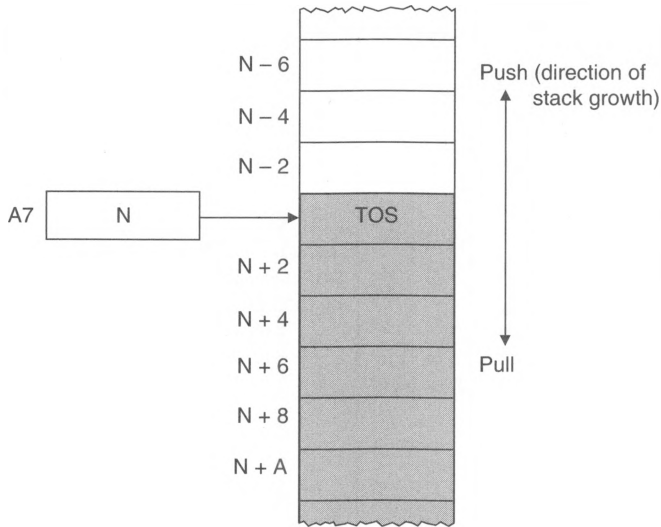 N – 6
Push (direction of
stack growth)
N – 4
N – 2
A7
N
TOS
N + 2
N + 4
N + 6
Pull
N + 8
N + A